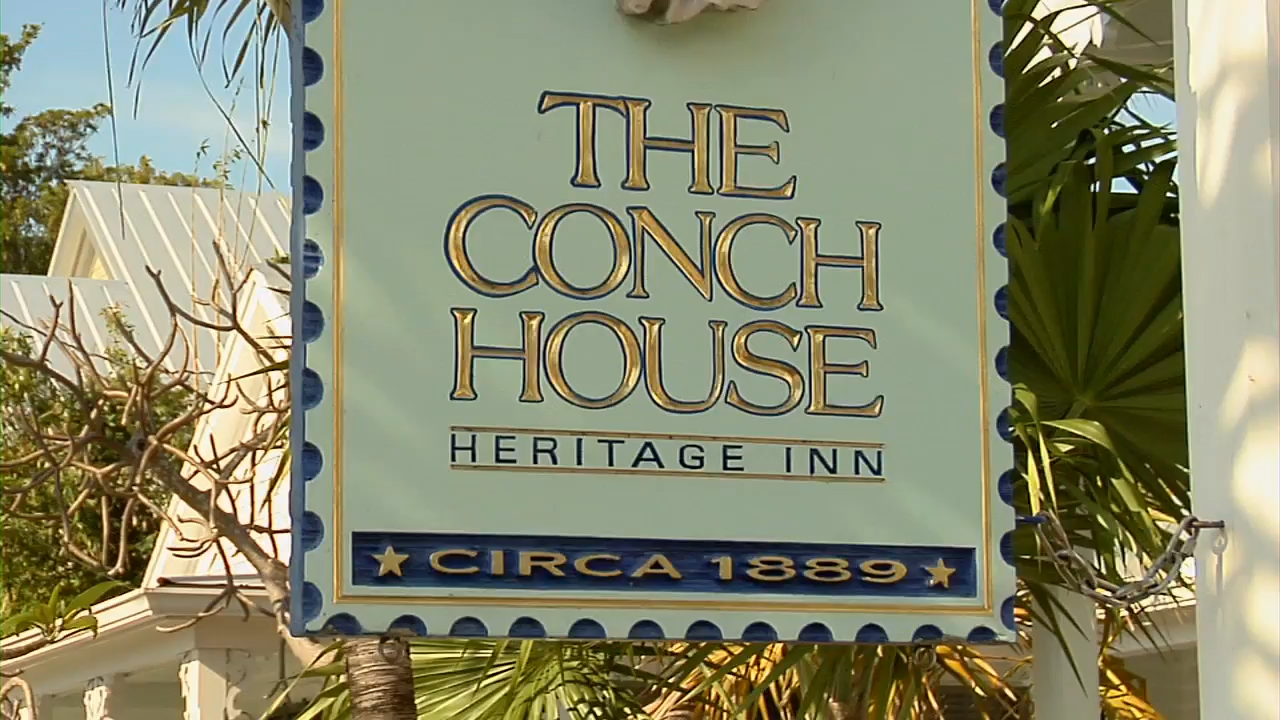 THE
CONCH
HOUSE
HERITAGE INN
★ CIRCA 1889 ★